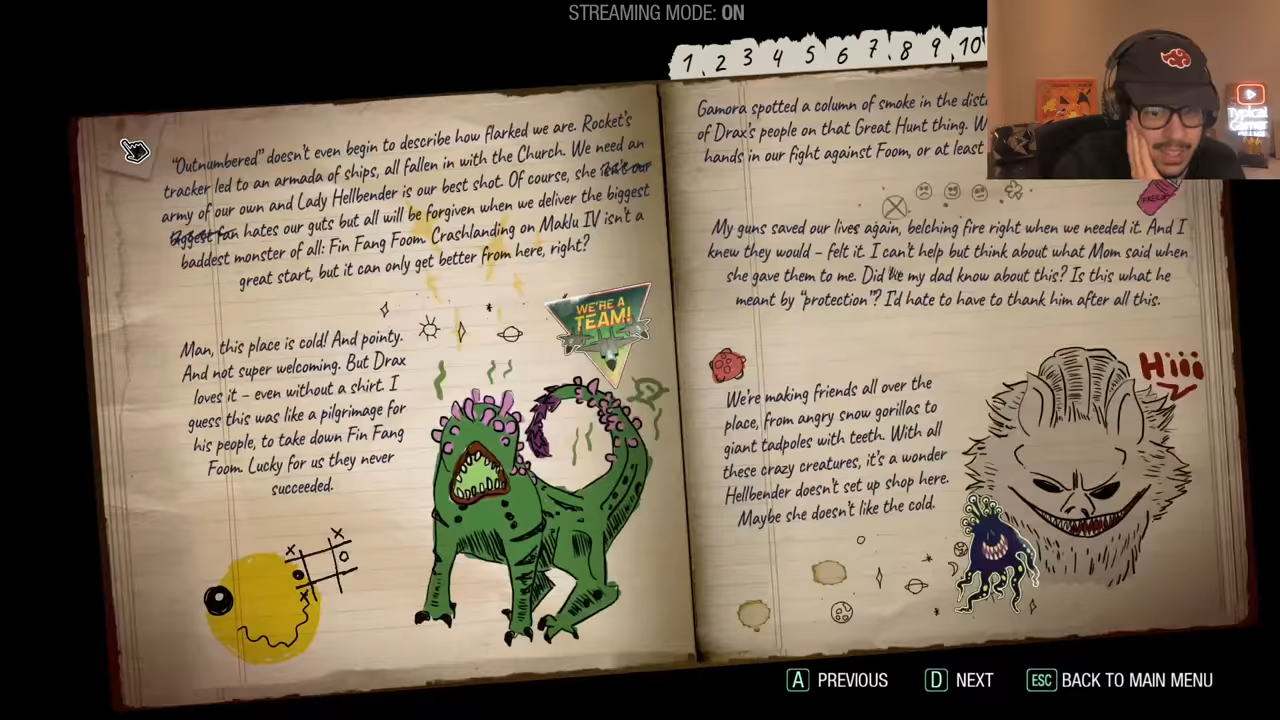 STREAMING MODE: ON
1 2 3 4 5 6 7 8 9 10
"Outnumbered" doesn't even begin to describe how flarked we are. Rocket's
tracker led to an armada of ships, all fallen in with the Church. We need an
army of our own and Lady Hellbender is our best shot. Of course, she isn't our
biggest fan hates our guts but all will be forgiven when we deliver the biggest
baddest monster of all: Fin Fang Foom. Crashlanding on Maklu IV isn't a
great start, but it can only get better from here, right?
WE'RE A
TEAM!
Man, this place is cold! And pointy.
And not super welcoming. But Drax
loves it – even without a shirt. I
guess this was like a pilgrimage for
his people, to take down Fin Fang
Foom. Lucky for us they never
succeeded.
Gamora spotted a column of smoke in the dist
of Drax's people on that Great Hunt thing. W
hands in our fight against Foom, or at least
My guns saved our lives again, belching fire right when we needed it. And I
knew they would – felt it. I can't help but think about what Mom said when
she gave them to me. Did my dad know about this? Is this what he
meant by "protection"? I'd hate to have to thank him after all this.
We're making friends all over the
place, from angry snow gorillas to
giant tadpoles with teeth. With all
these crazy creatures, it's a wonder
Hellbender doesn't set up shop here.
Maybe she doesn't like the cold.
Hiii
Typical
Gamer
A PREVIOUS D NEXT ESC BACK TO MAIN MENU